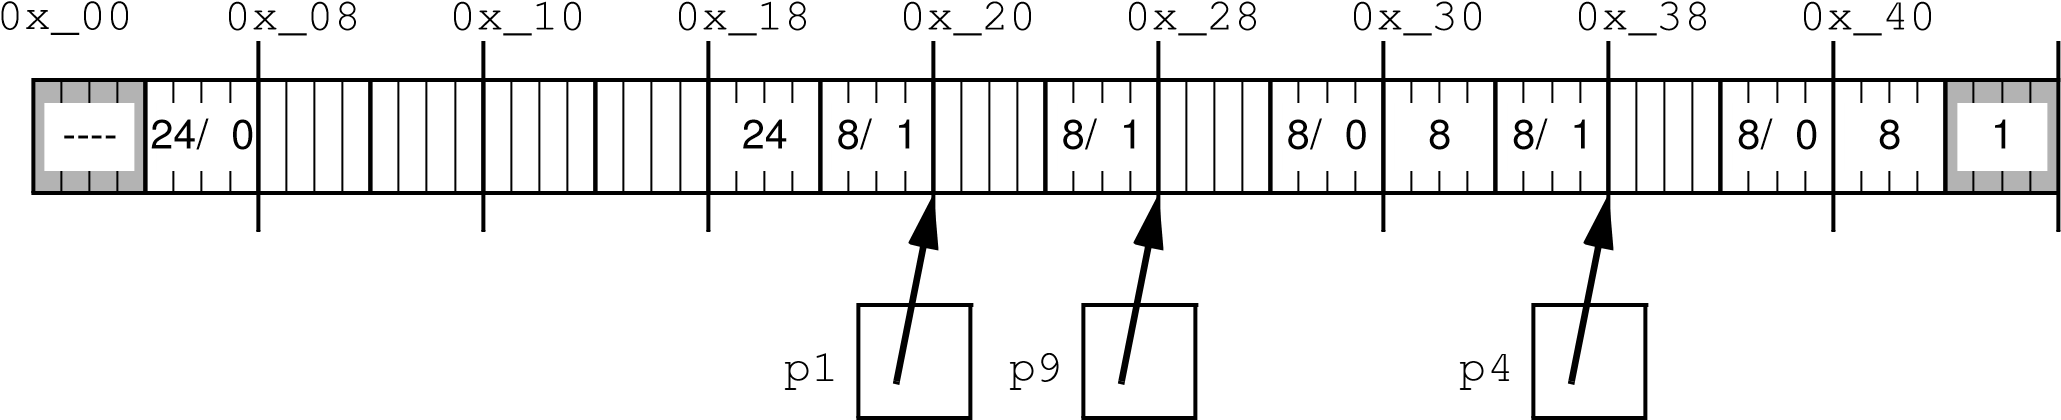 0x_00 0x_08 0x_10 0x_18 0x_20 0x_28 0x_30 0x_38 0x_40
---- 24/ 0 24 8/ 1 8/ 1 8/ 0 8 8/ 1 8/ 0 8 1
p1 p9 p4